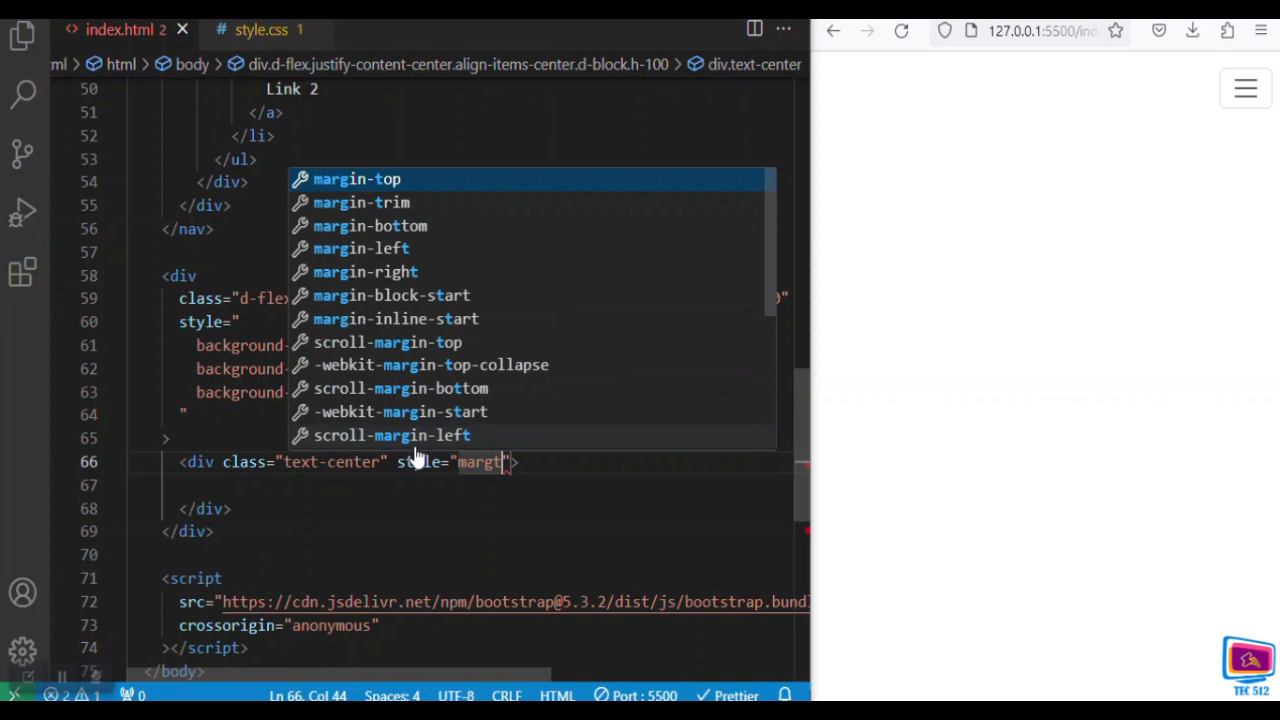 index.html 2
style.css 1
127.0.0.1:5500/ind
ml > html > body > div.d-flex.justify-content-center.align-items-center.d-block.h-100 > div.text-center
50 Link 2
51 </a>
52 </li>
53 </ul>
54 </div>
55 </div>
56 </nav>
57
58 <div
59 class="d-flex 0"
60 style="
61 background-
62 background-
63 background-
64 "
65 >
66 <div class="text-center" style="margt">
67
68 </div>
69 </div>
70
71 <script
72 src="https://cdn.jsdelivr.net/npm/bootstrap@5.3.2/dist/js/bootstrap.bundl
73 crossorigin="anonymous"
74 ></script>
75 </body>
margin-top
margin-trim
margin-bottom
margin-left
margin-right
margin-block-start
margin-inline-start
scroll-margin-top
-webkit-margin-top-collapse
scroll-margin-bottom
-webkit-margin-start
scroll-margin-left
2 1 0 Ln 66, Col 44 Spaces: 4 UTF-8 CRLF HTML Port : 5500 Prettier
TEC 512